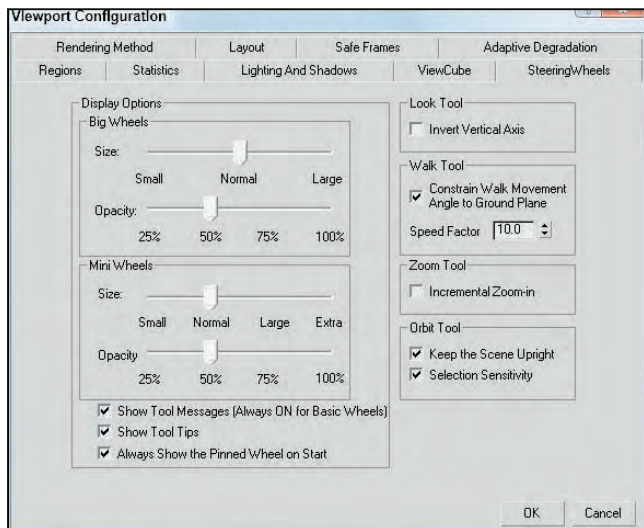 Viewport Configuration
Rendering Method Layout Safe Frames Adaptive Degradation
Regions Statistics Lighting And Shadows ViewCube SteeringWheels
Display Options
Big Wheels
Size:
Small Normal Large
Opacity:
25% 50% 75% 100%
Mini Wheels
Size:
Small Normal Large Extra
Opacity
25% 50% 75% 100%
Show Tool Messages (Always ON for Basic Wheels)
Show Tool Tips
Always Show the Pinned Wheel on Start
Look Tool
Invert Vertical Axis
Walk Tool
Constrain Walk Movement
Angle to Ground Plane
Speed Factor 10.0
Zoom Tool
Incremental Zoom-in
Orbit Tool
Keep the Scene Upright
Selection Sensitivity
OK Cancel